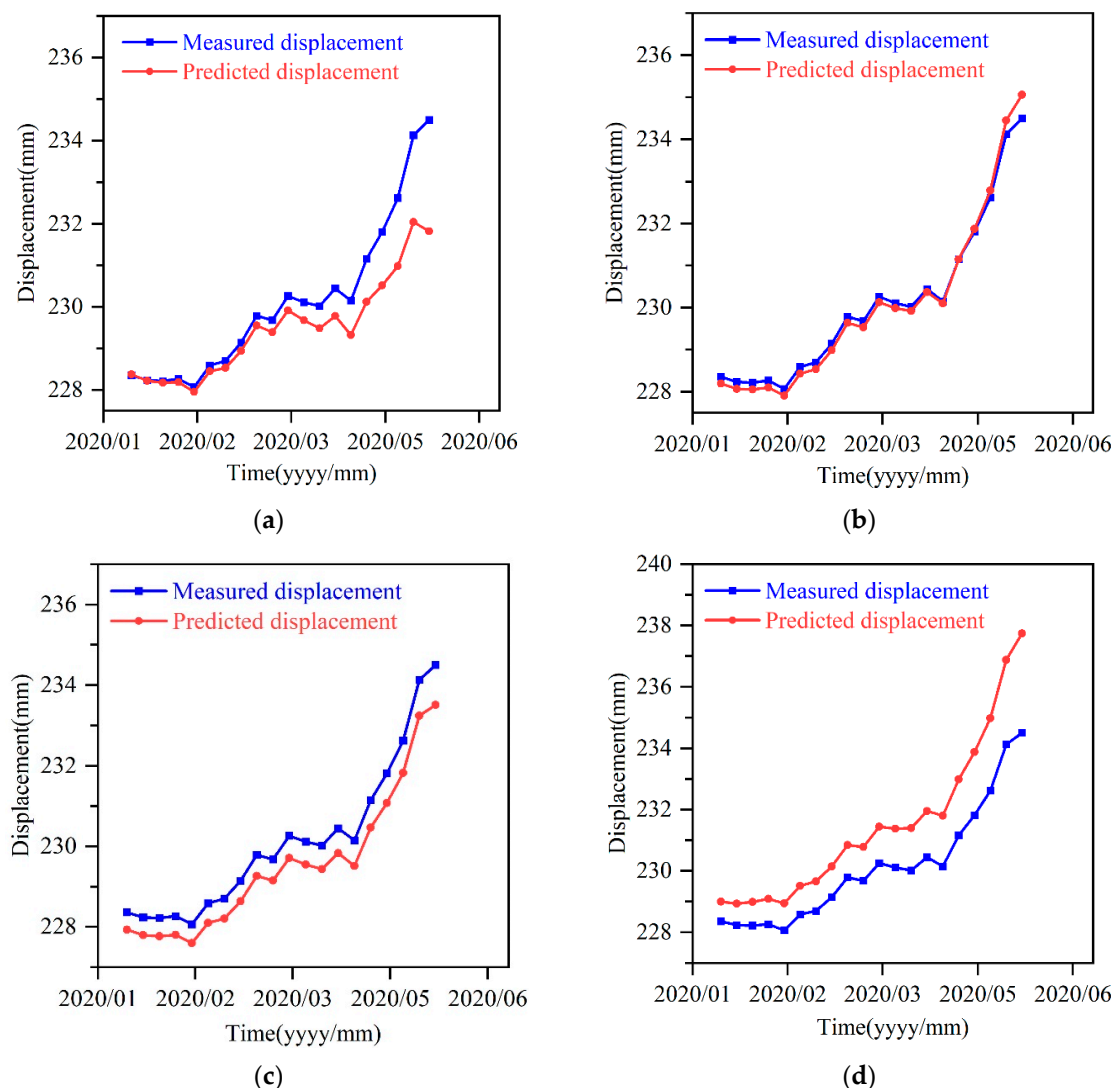 Measured displacement
Predicted displacement
236
234
232
230
228
Displacement(mm)
2020/01 2020/02 2020/03 2020/05 2020/06
Time(yyyy/mm)
(a)
Measured displacement
Predicted displacement
236
234
232
230
228
Displacement(mm)
2020/01 2020/02 2020/03 2020/05 2020/06
Time(yyyy/mm)
(b)
Measured displacement
Predicted displacement
236
234
232
230
228
Displacement(mm)
2020/01 2020/02 2020/03 2020/05 2020/06
Time(yyyy/mm)
(c)
Measured displacement
Predicted displacement
240
238
236
234
232
230
228
Displacement(mm)
2020/01 2020/02 2020/03 2020/05 2020/06
Time(yyyy/mm)
(d)